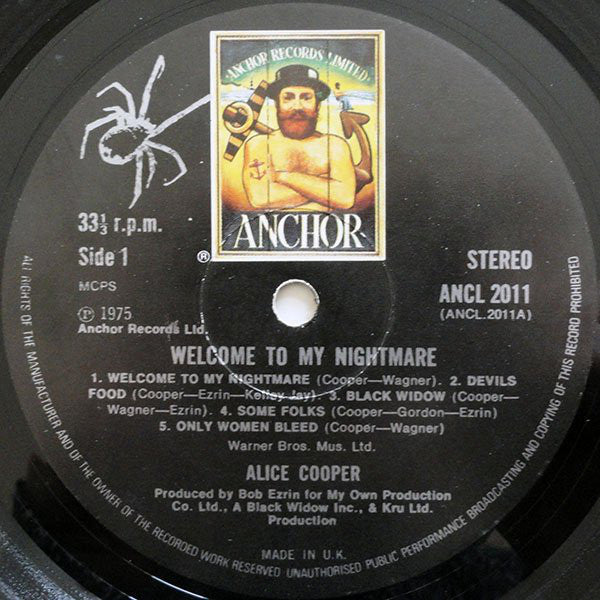 ANCHOR RECORDS LIMITED
ANCHOR
®
33⅓ r.p.m.
Side 1
MCPS
Ⓟ 1975
Anchor Records Ltd.
STEREO
ANCL 2011
(ANCL.2011A)
WELCOME TO MY NIGHTMARE
1. WELCOME TO MY NIGHTMARE (Cooper—Wagner) 2. DEVILS
FOOD (Cooper—Ezrin—Kelley Jay) 3. BLACK WIDOW (Cooper—
Wagner—Ezrin) 4. SOME FOLKS (Cooper—Gordon—Ezrin)
5. ONLY WOMEN BLEED (Cooper—Wagner)
Warner Bros. Mus. Ltd.
ALICE COOPER
Produced by Bob Ezrin for My Own Production
Co. Ltd., A Black Widow Inc., & Kru Ltd.
Production
MADE IN U.K.
ALL RIGHTS OF THE MANUFACTURER AND OF THE OWNER OF THE RECORDED WORK RESERVED UNAUTHORISED PUBLIC PERFORMANCE BROADCASTING AND COPYING OF THIS RECORD PROHIBITED